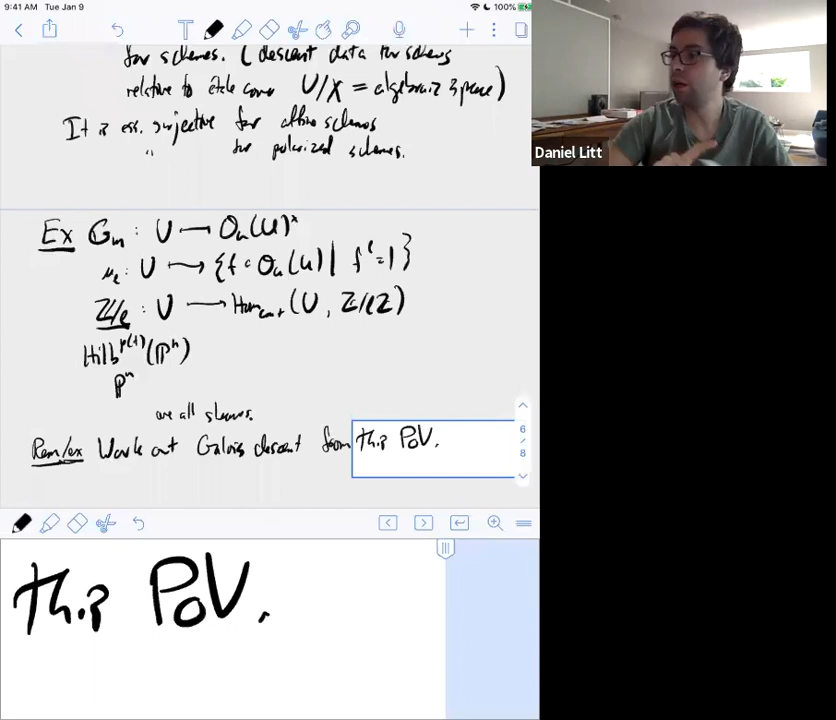 9:41 AM Tue Jan 9
100%
for schemes. (descent data for schemes
relative to étale cover U/X = algebraic space)
It is ess. surjective for affine schemes
" for polarized schemes.
Daniel Litt
Ex G_m : U → O_u(U)^x
μ_ℓ : U ↦ {f ∈ O_u(U) | f^ℓ = 1}
Z/ℓ : U → Hom_cont(U, Z/ℓZ)
Hilb^p(t)(P^n)
P^n
are all sheaves.
Rem/ex Work out Galois descent from this PoV.
6
/
8
this PoV.